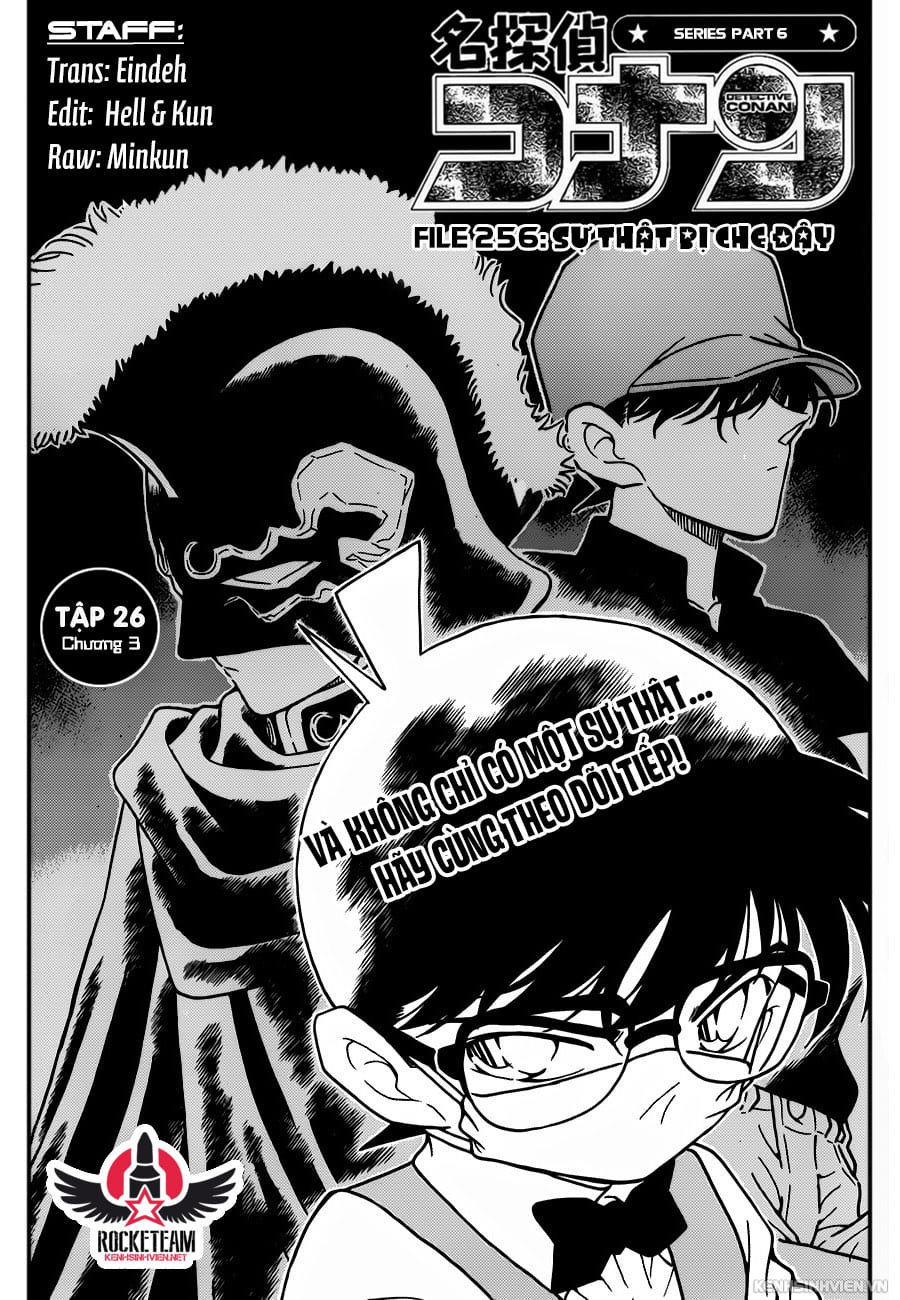 STAFF:
Trans: Eindeh
Edit: Hell & Kun
Raw: Minkun
SERIES PART 6
名探偵
コナン
DETECTIVE
CONAN
FILE 256: SỰ THẬT BỊ CHE ĐẬY
TẬP 26
Chương 3
VÀ KHÔNG CHỈ CÓ MỘT SỰ THẬT...
HÃY CÙNG THEO DÕI TIẾP!
ROCKETEAM
KENHSINHVIEN.NET
KENHSINHVIEN.VN